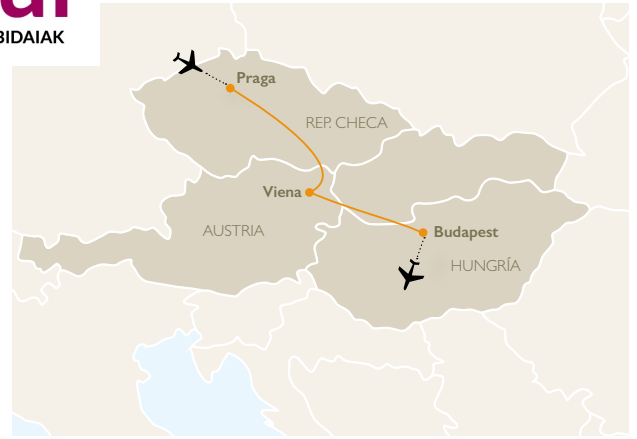 BIDAIAK
Praga
REP. CHECA
Viena
AUSTRIA
Budapest
HUNGRÍA